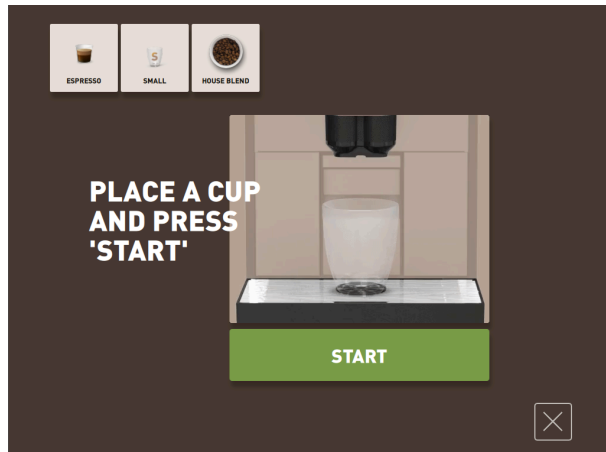 S
ESPRESSO
SMALL
HOUSE BLEND
PLACE A CUP
AND PRESS
'START'
START